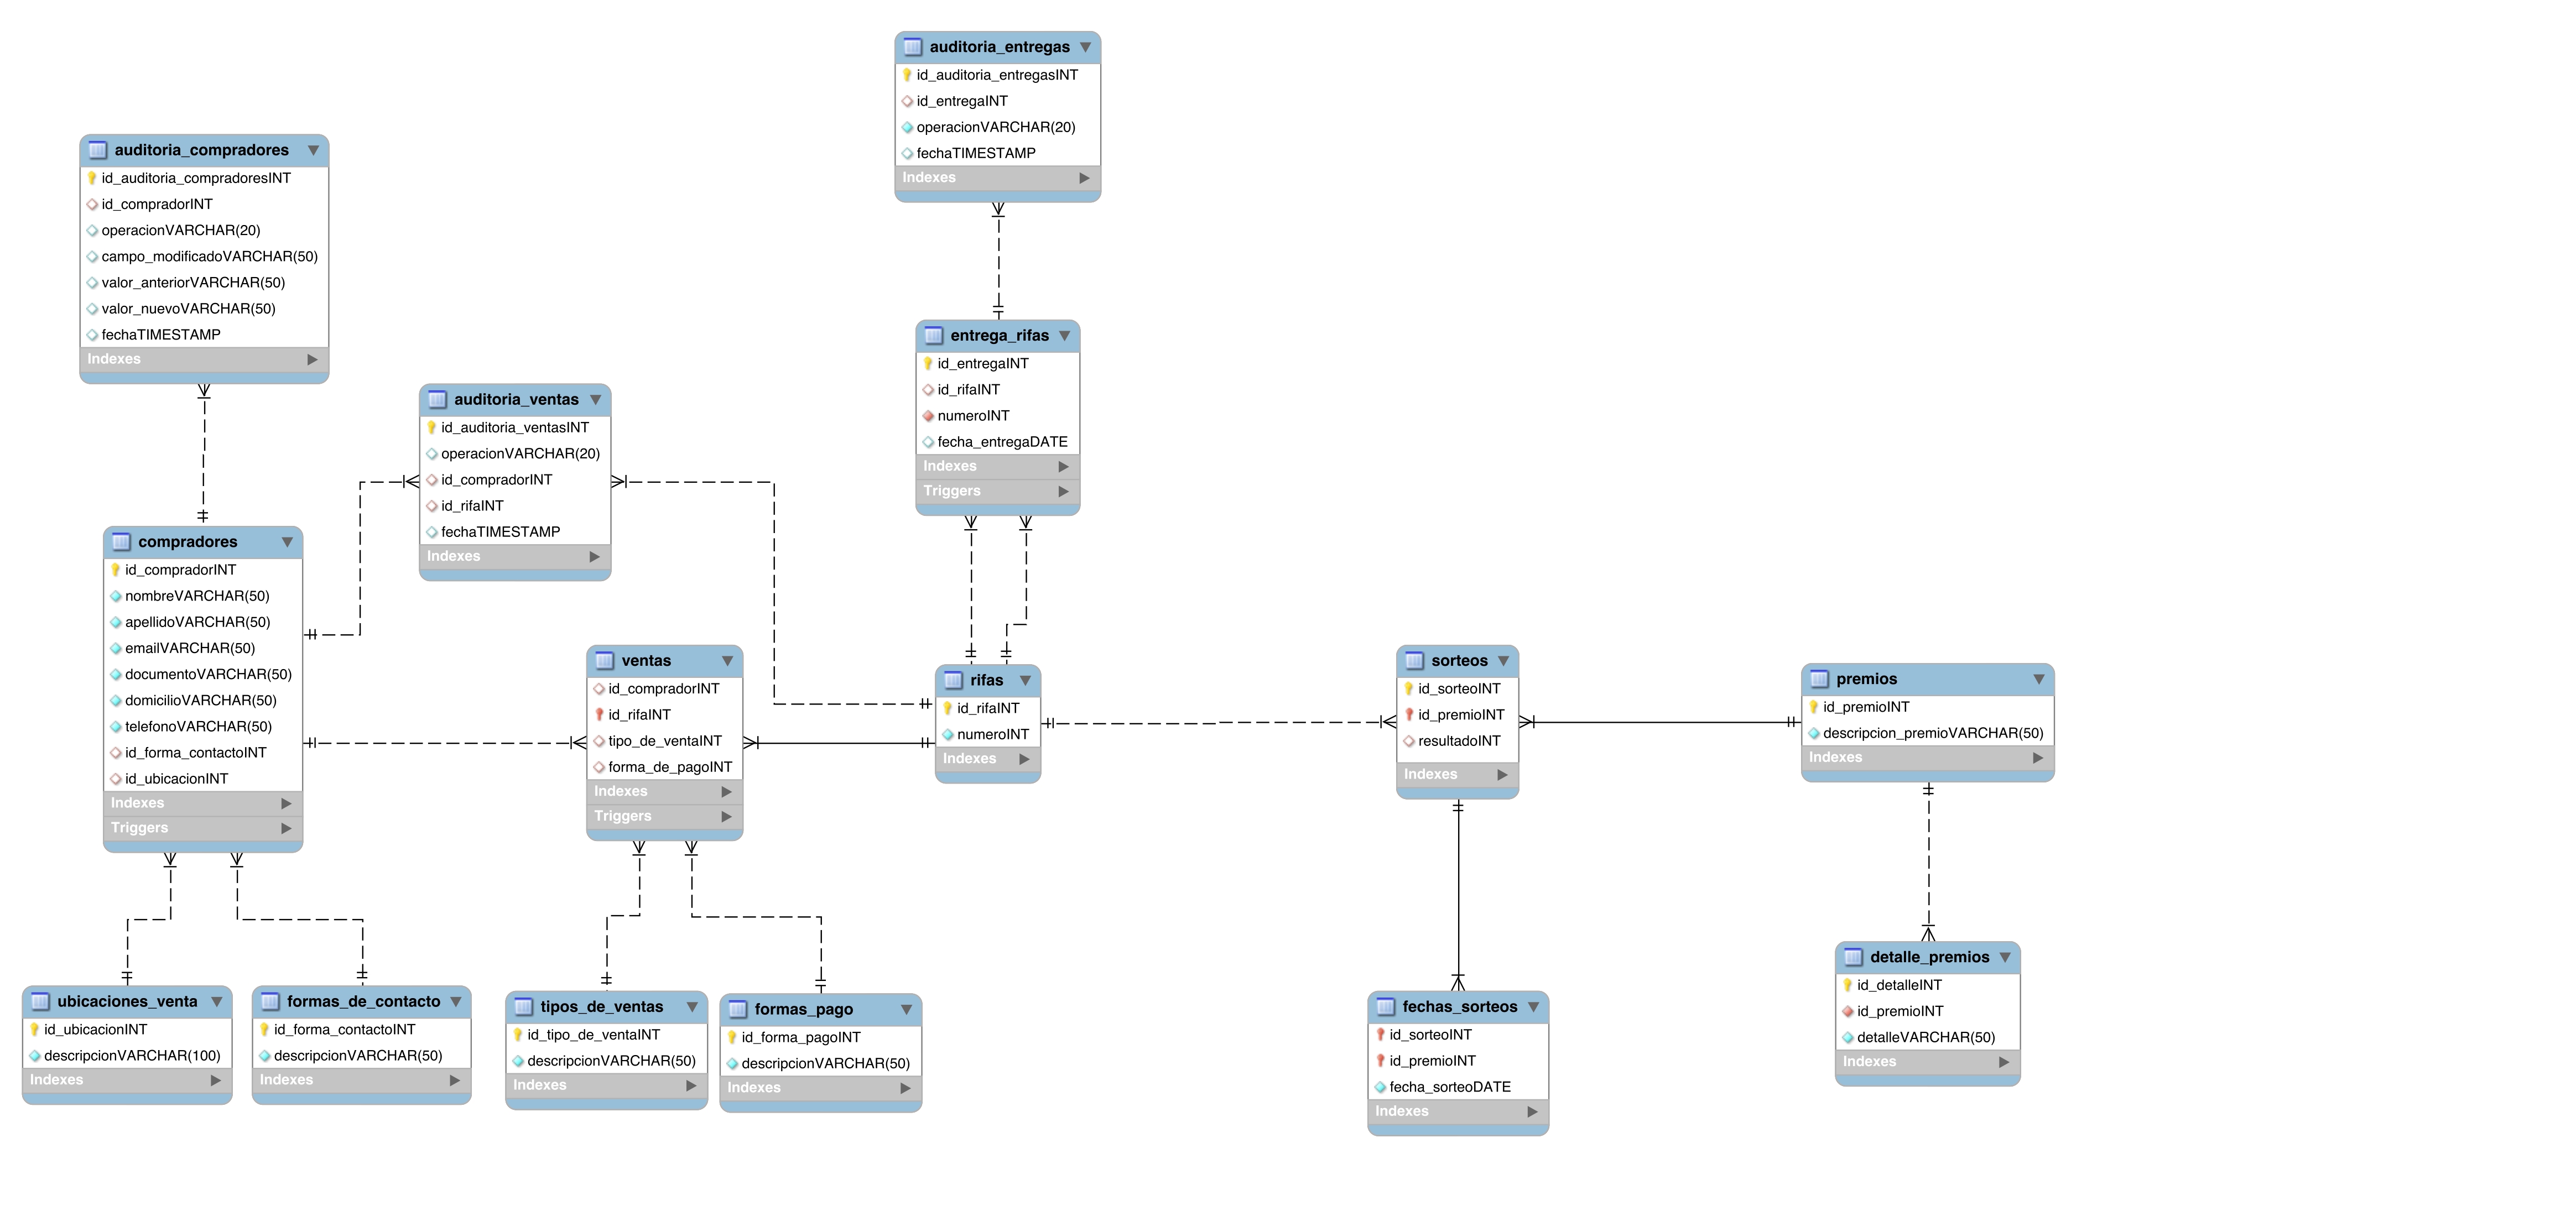 auditoria_entregas
id_auditoria_entregasINT
id_entregaINT
operacionVARCHAR(20)
fechaTIMESTAMP
Indexes
auditoria_compradores
id_auditoria_compradoresINT
id_compradorINT
operacionVARCHAR(20)
campo_modificadoVARCHAR(50)
valor_anteriorVARCHAR(50)
valor_nuevoVARCHAR(50)
fechaTIMESTAMP
Indexes
entrega_rifas
id_entregaINT
id_rifaINT
numeroINT
fecha_entregaDATE
Indexes
Triggers
auditoria_ventas
id_auditoria_ventasINT
operacionVARCHAR(20)
id_compradorINT
id_rifaINT
fechaTIMESTAMP
Indexes
compradores
id_compradorINT
nombreVARCHAR(50)
apellidoVARCHAR(50)
emailVARCHAR(50)
documentoVARCHAR(50)
domicilioVARCHAR(50)
telefonoVARCHAR(50)
id_forma_contactoINT
id_ubicacionINT
Indexes
Triggers
ventas
id_compradorINT
id_rifaINT
tipo_de_ventaINT
forma_de_pagoINT
Indexes
Triggers
rifas
id_rifaINT
numeroINT
Indexes
sorteos
id_sorteoINT
id_premioINT
resultadoINT
Indexes
premios
id_premioINT
descripcion_premioVARCHAR(50)
Indexes
ubicaciones_venta
id_ubicacionINT
descripcionVARCHAR(100)
Indexes
formas_de_contacto
id_forma_contactoINT
descripcionVARCHAR(50)
Indexes
tipos_de_ventas
id_tipo_de_ventaINT
descripcionVARCHAR(50)
Indexes
formas_pago
id_forma_pagoINT
descripcionVARCHAR(50)
Indexes
fechas_sorteos
id_sorteoINT
id_premioINT
fecha_sorteoDATE
Indexes
detalle_premios
id_detalleINT
id_premioINT
detalleVARCHAR(50)
Indexes